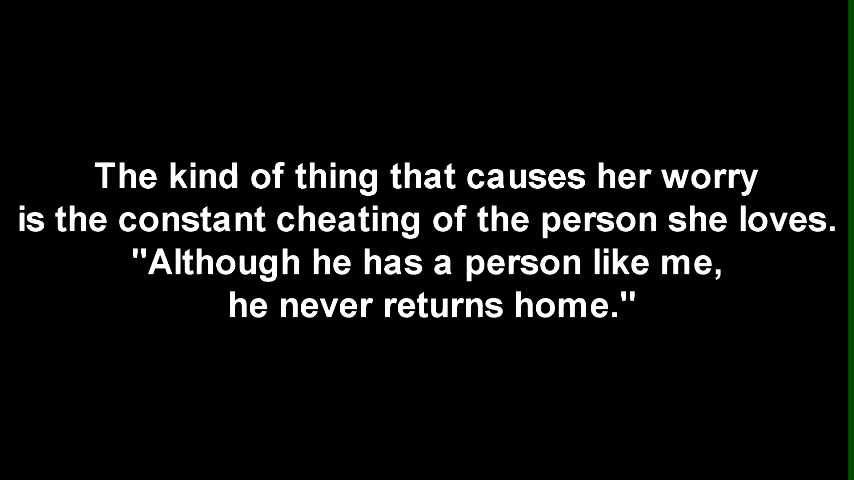 The kind of thing that causes her worry
is the constant cheating of the person she loves.
"Although he has a person like me,
he never returns home."